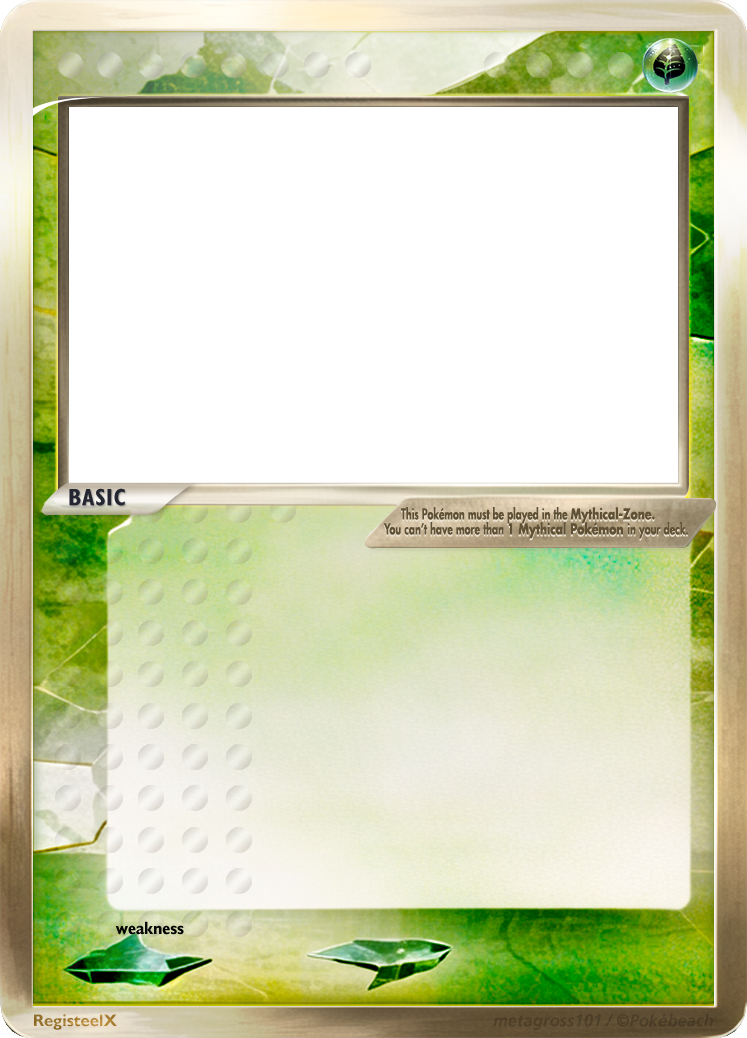 BASIC
This Pokémon must be played in the Mythical-Zone.
You can't have more than 1 Mythical Pokémon in your deck.
weakness
RegisteelX
metagross101 / ©Pokébeach